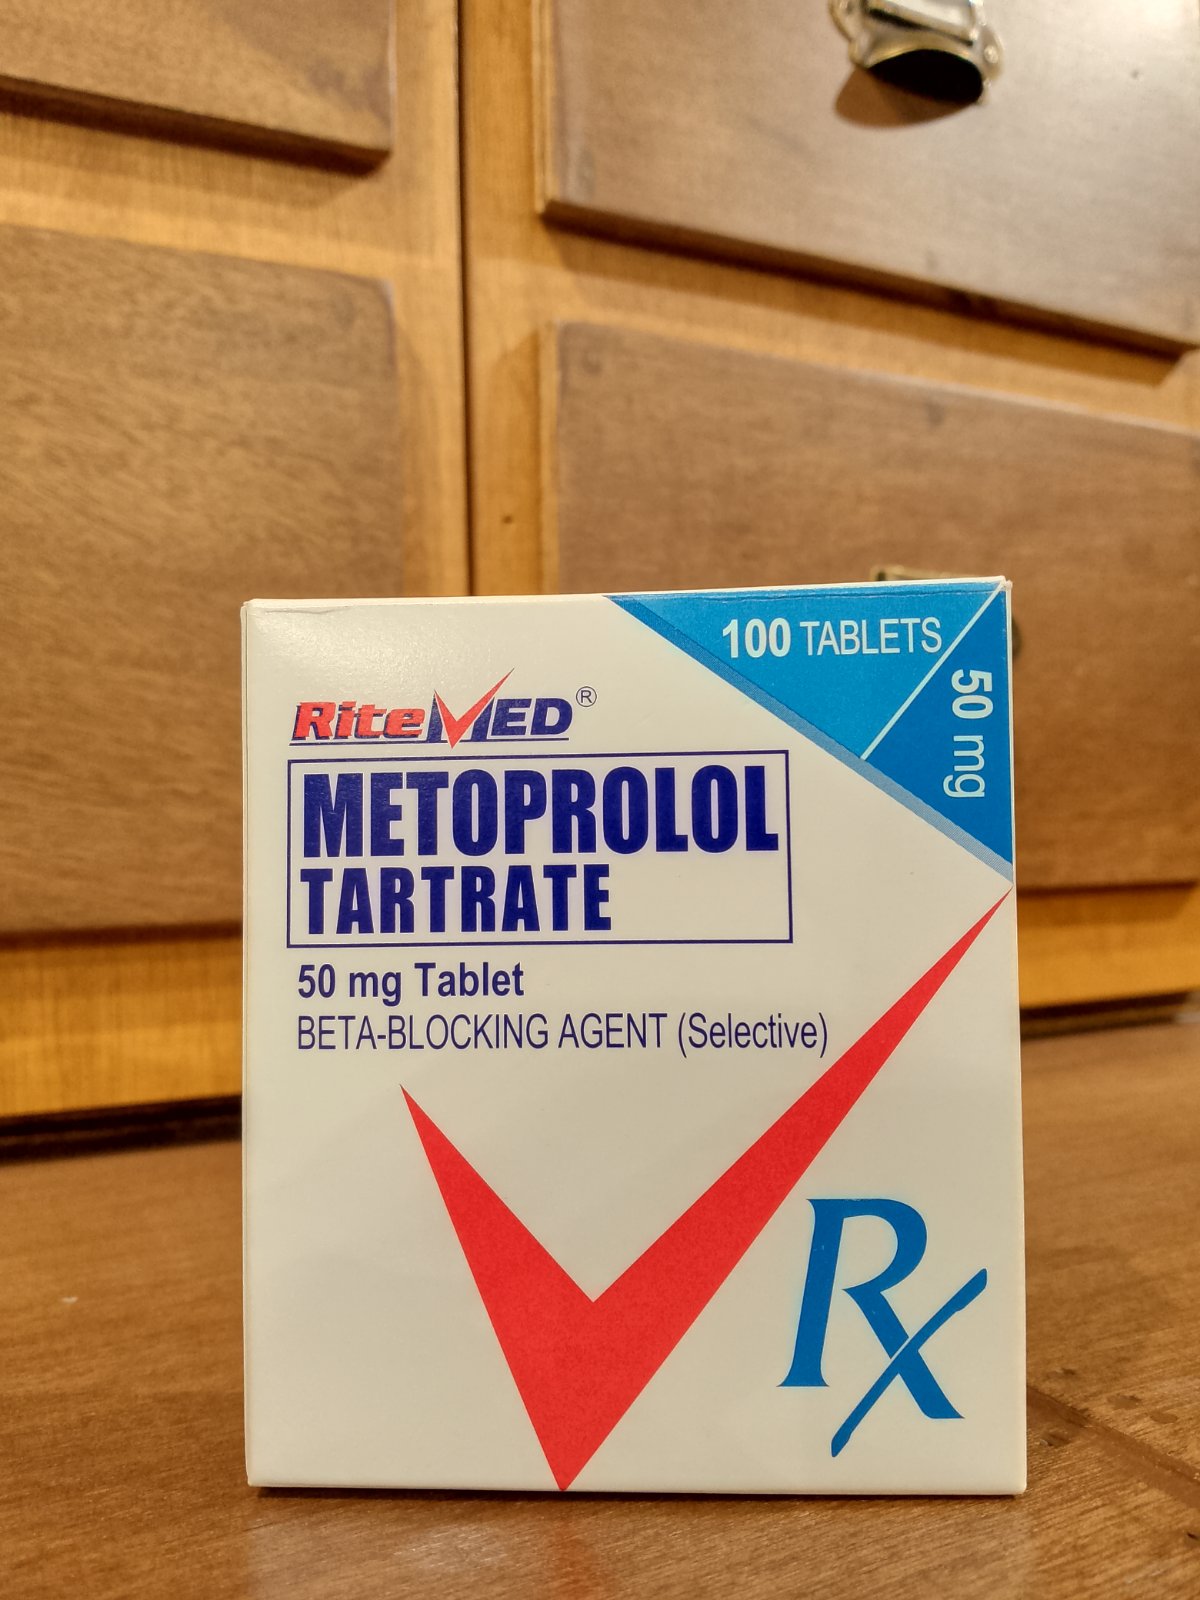 100 TABLETS
50 mg
RiteMED®
METOPROLOL
TARTRATE
50 mg Tablet
BETA-BLOCKING AGENT (Selective)
Rx